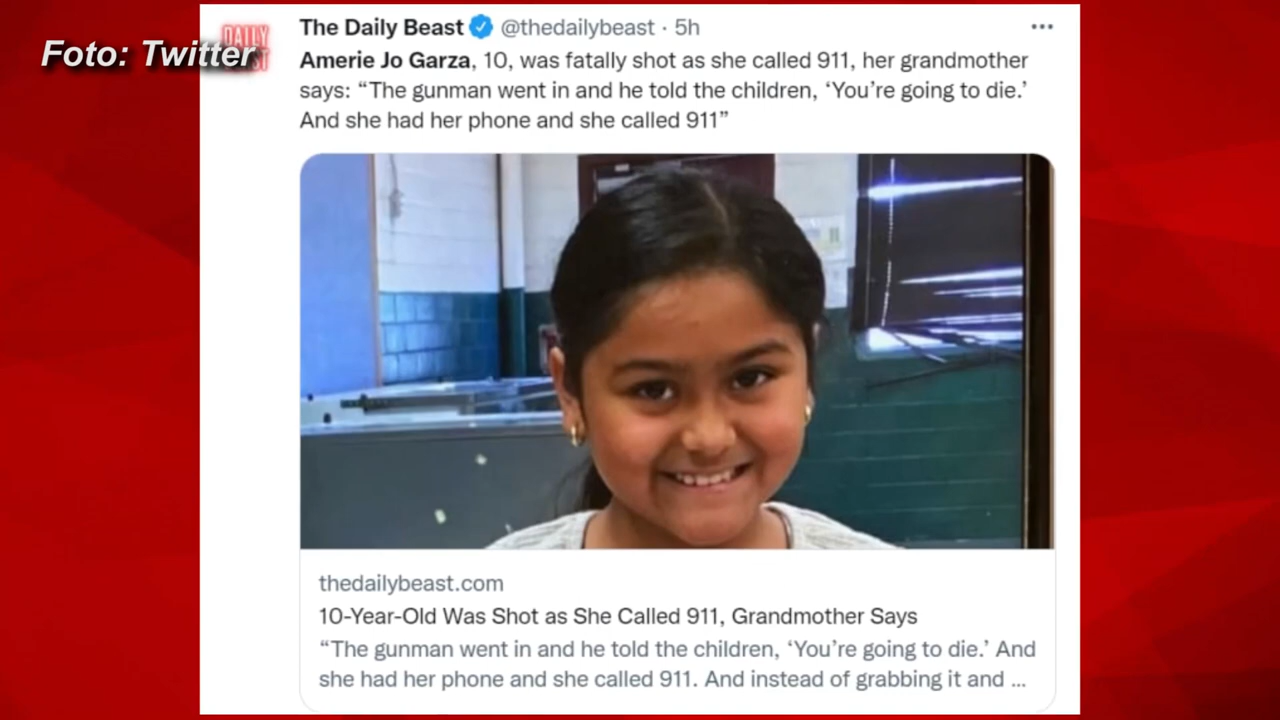 The Daily Beast @thedailybeast · 5h
DAILY
Foto: Twitter
Amerie Jo Garza, 10, was fatally shot as she called 911, her grandmother
says: “The gunman went in and he told the children, ‘You’re going to die.’
And she had her phone and she called 911”
thedailybeast.com
10-Year-Old Was Shot as She Called 911, Grandmother Says
“The gunman went in and he told the children, ‘You’re going to die.’ And
she had her phone and she called 911. And instead of grabbing it and ...